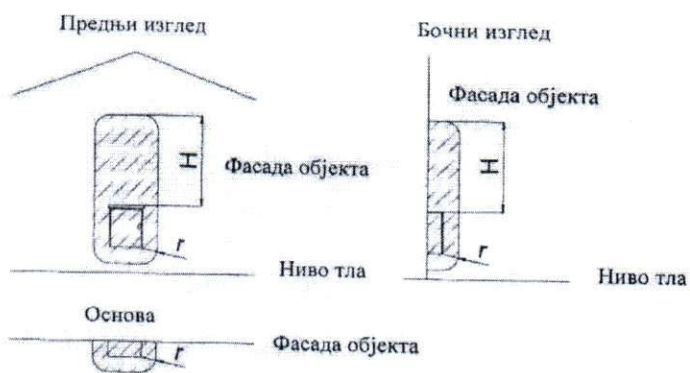 Предњи изглед
Бочни изглед
Фасада објекта
H
H
Фасада објекта
r
r
Ниво тла
Ниво тла
Основа
r
Фасада објекта